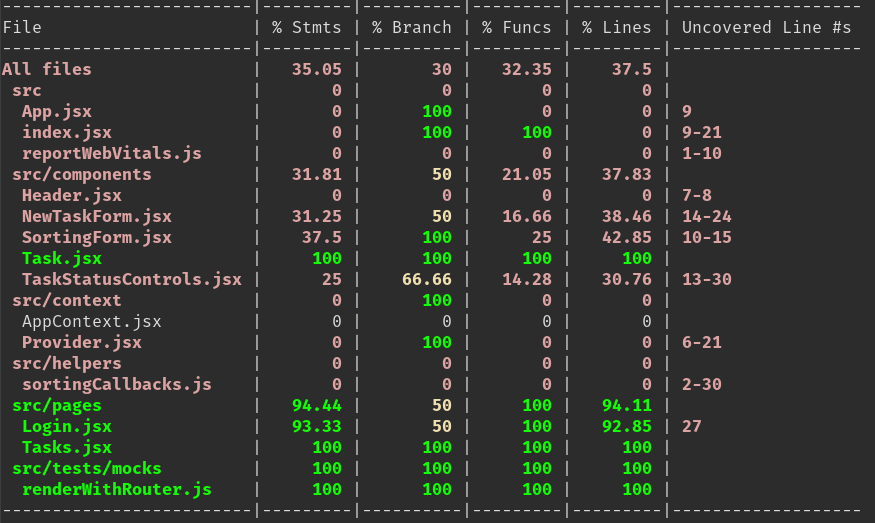 -------------------------|---------|----------|---------|---------|-------------------
File                     | % Stmts | % Branch | % Funcs | % Lines | Uncovered Line #s
-------------------------|---------|----------|---------|---------|-------------------
All files                |   35.05 |       30 |   32.35 |    37.5 |
 src                     |       0 |        0 |       0 |       0 |
  App.jsx                |       0 |      100 |       0 |       0 | 9
  index.jsx              |       0 |      100 |     100 |       0 | 9-21
  reportWebVitals.js     |       0 |        0 |       0 |       0 | 1-10
 src/components          |   31.81 |       50 |   21.05 |   37.83 |
  Header.jsx             |       0 |        0 |       0 |       0 | 7-8
  NewTaskForm.jsx        |   31.25 |       50 |   16.66 |   38.46 | 14-24
  SortingForm.jsx        |    37.5 |      100 |      25 |   42.85 | 10-15
  Task.jsx               |     100 |      100 |     100 |     100 |
  TaskStatusControls.jsx |      25 |    66.66 |   14.28 |   30.76 | 13-30
 src/context             |       0 |      100 |       0 |       0 |
  AppContext.jsx         |       0 |        0 |       0 |       0 |
  Provider.jsx           |       0 |      100 |       0 |       0 | 6-21
 src/helpers             |       0 |        0 |       0 |       0 |
  sortingCallbacks.js    |       0 |        0 |       0 |       0 | 2-30
 src/pages               |   94.44 |       50 |     100 |   94.11 |
  Login.jsx              |   93.33 |       50 |     100 |   92.85 | 27
  Tasks.jsx              |     100 |      100 |     100 |     100 |
 src/tests/mocks         |     100 |      100 |     100 |     100 |
  renderWithRouter.js    |     100 |      100 |     100 |     100 |
-------------------------|---------|----------|---------|---------|-------------------